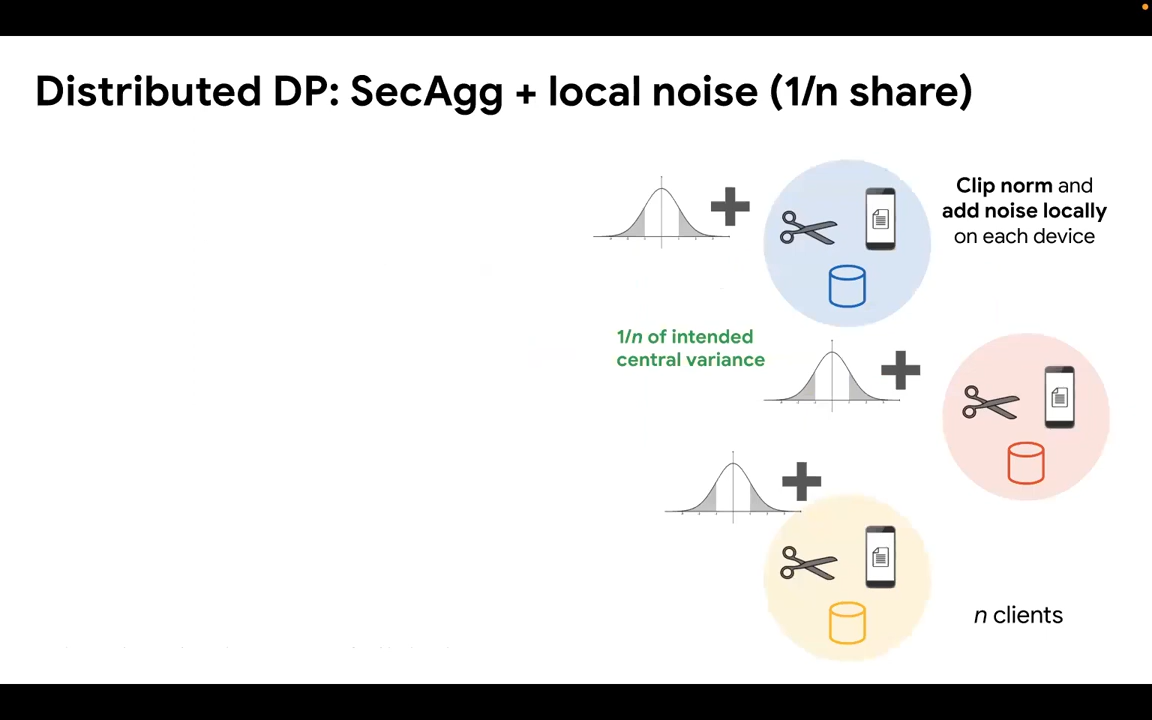 Distributed DP: SecAgg + local noise (1/n share)
Clip norm and
add noise locally
on each device
1/n of intended
central variance
n clients